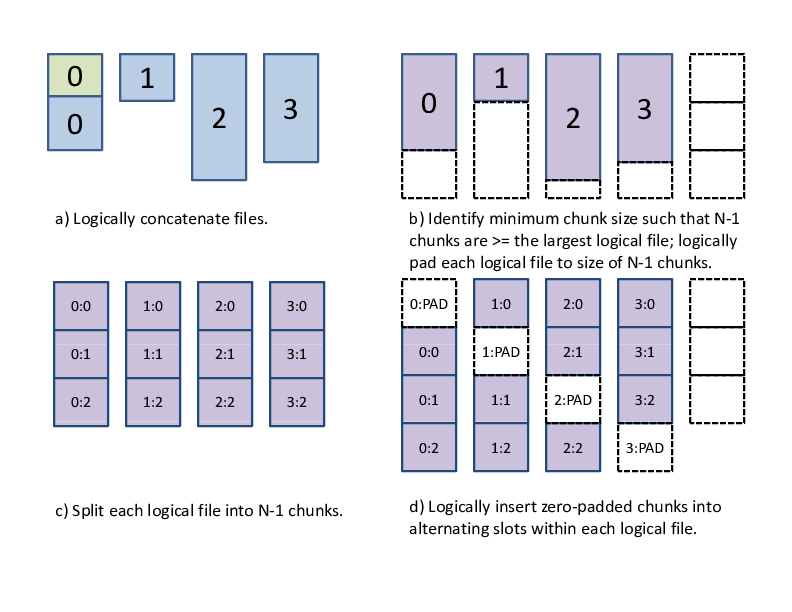 0 1 2 3
0
a) Logically concatenate files.
0 1 2 3
b) Identify minimum chunk size such that N-1
chunks are >= the largest logical file; logically
pad each logical file to size of N-1 chunks.
0:0 1:0 2:0 3:0
0:1 1:1 2:1 3:1
0:2 1:2 2:2 3:2
c) Split each logical file into N-1 chunks.
0:PAD 1:0 2:0 3:0
0:0 1:PAD 2:1 3:1
0:1 1:1 2:PAD 3:2
0:2 1:2 2:2 3:PAD
d) Logically insert zero-padded chunks into
alternating slots within each logical file.